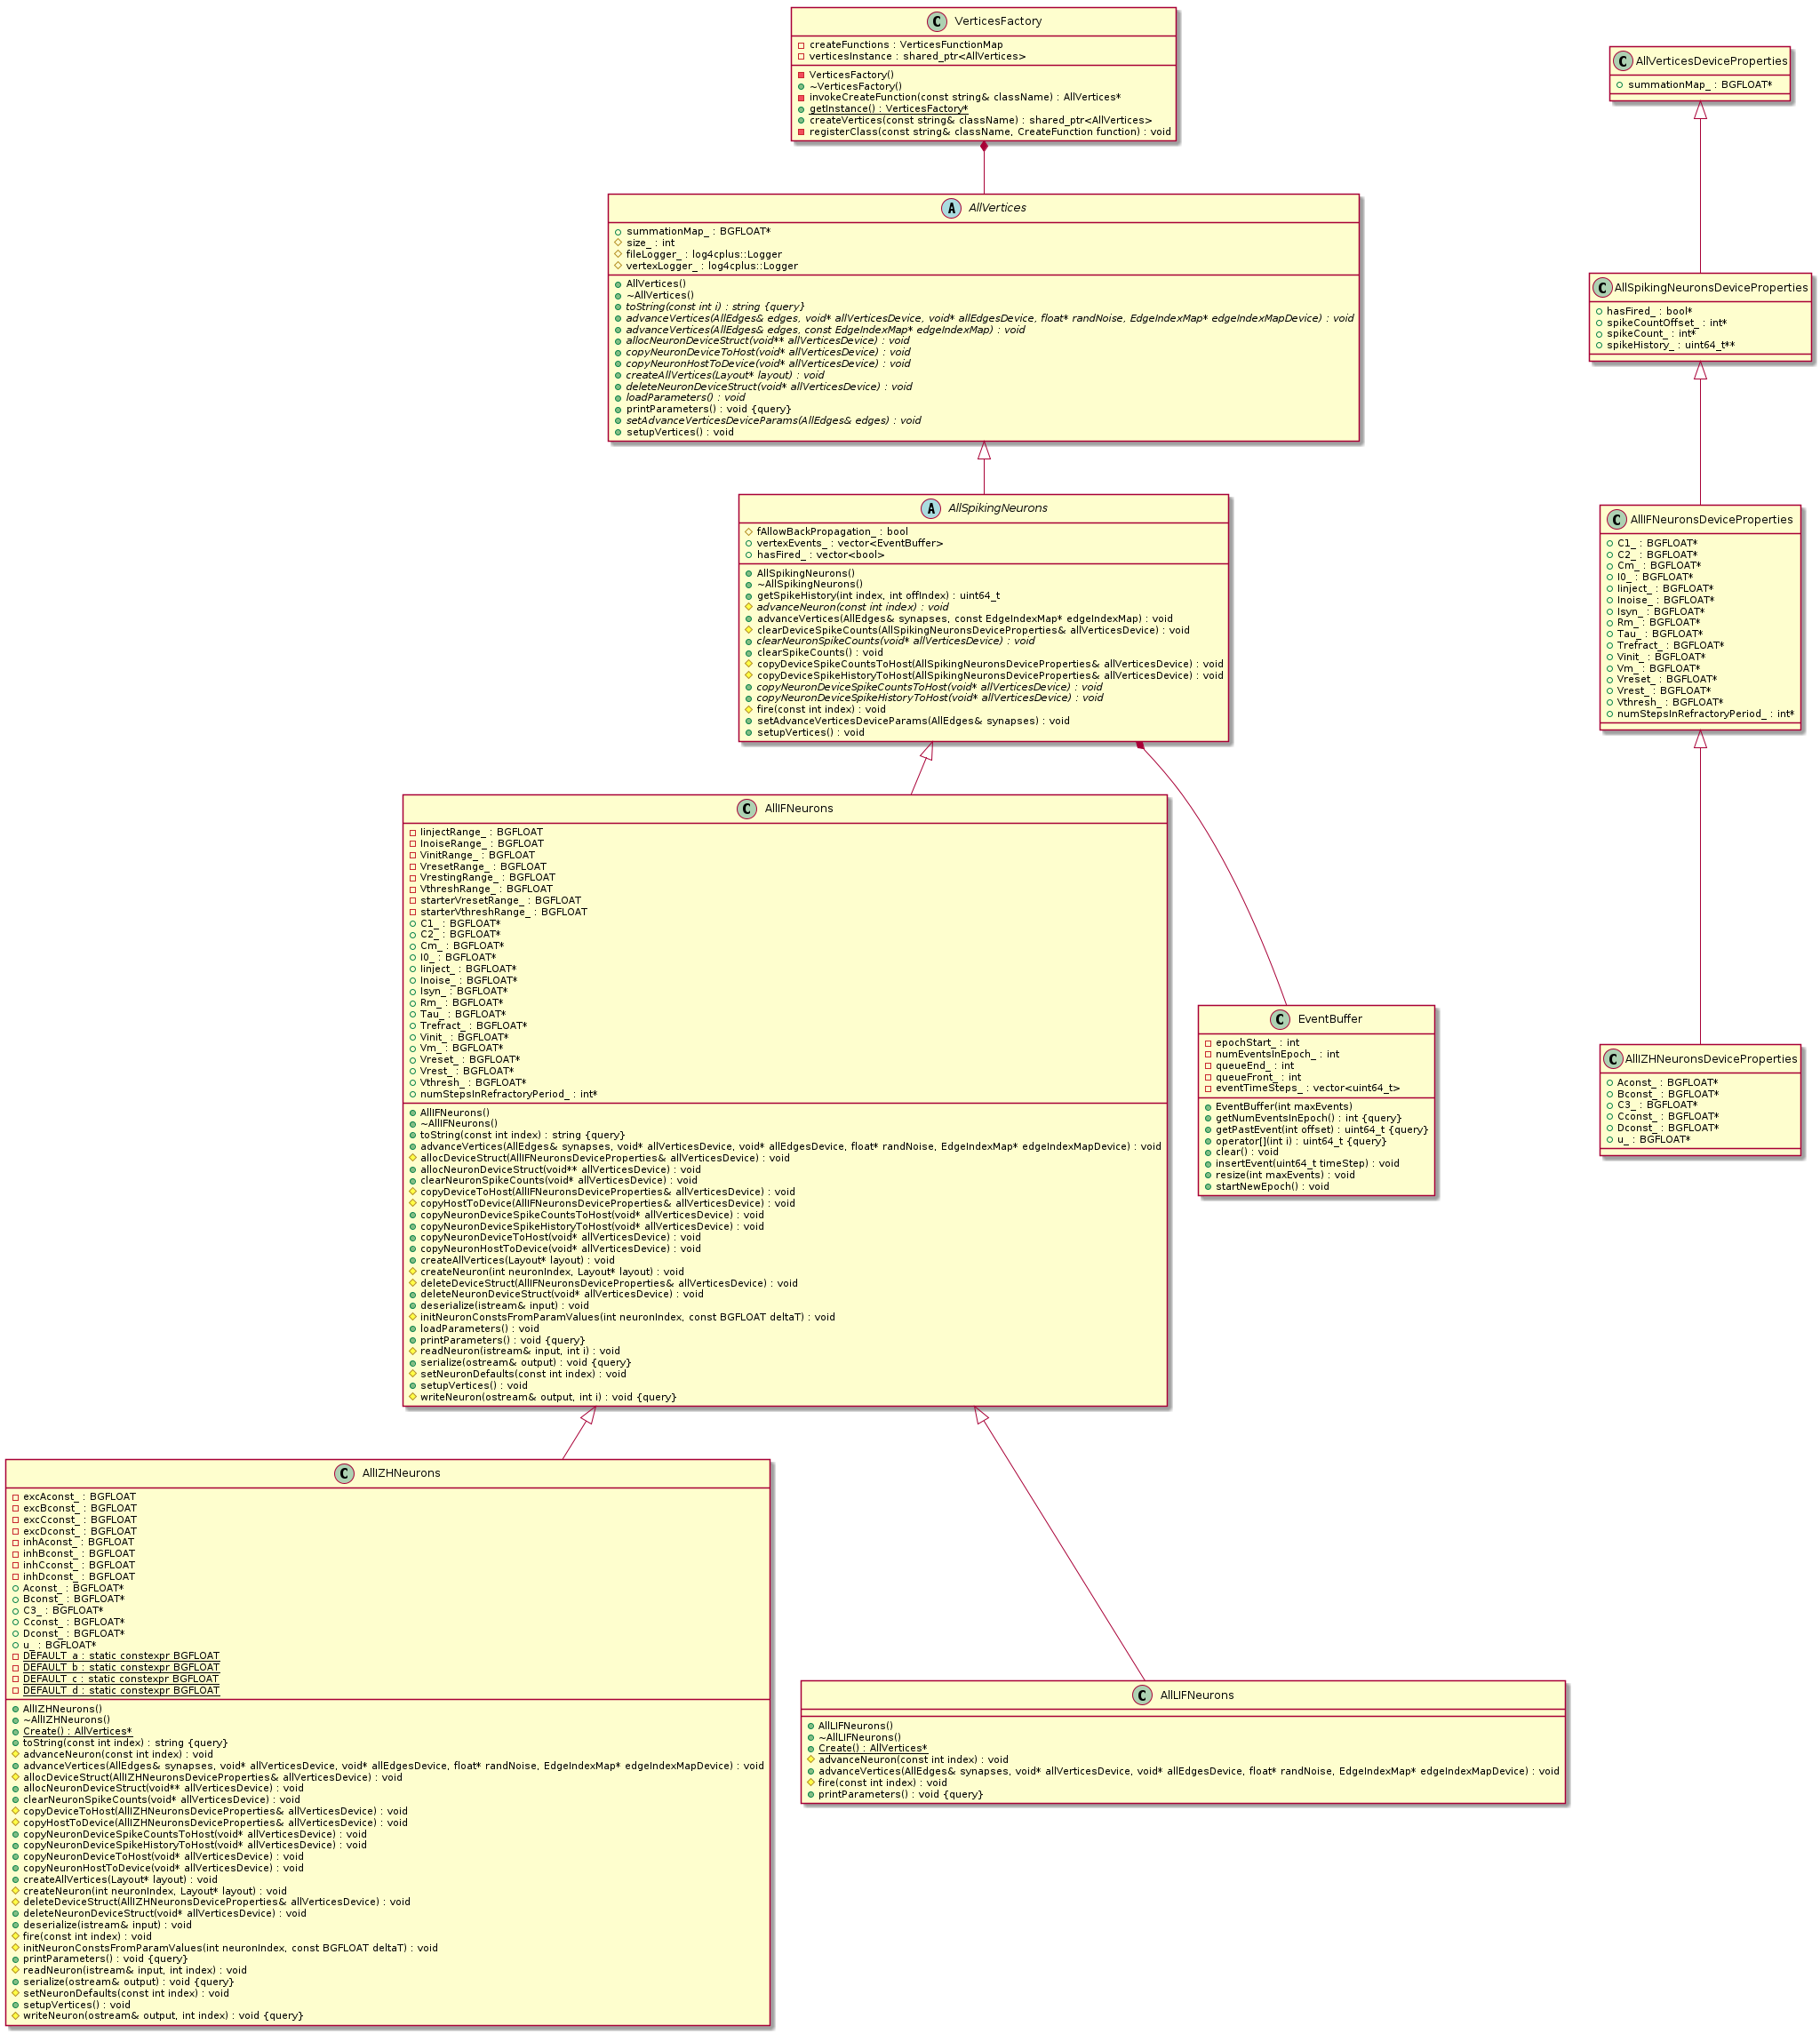 C VerticesFactory
createFunctions : VerticesFunctionMap
verticesInstance : shared_ptr<AllVertices>
VerticesFactory()
~VerticesFactory()
invokeCreateFunction(const string& className) : AllVertices*
getInstance() : VerticesFactory*
createVertices(const string& className) : shared_ptr<AllVertices>
registerClass(const string& className, CreateFunction function) : void
C AllVerticesDeviceProperties
summationMap_ : BGFLOAT*
A AllVertices
summationMap_ : BGFLOAT*
size_ : int
fileLogger_ : log4cplus::Logger
vertexLogger_ : log4cplus::Logger
AllVertices()
~AllVertices()
toString(const int i) : string {query}
advanceVertices(AllEdges& edges, void* allVerticesDevice, void* allEdgesDevice, float* randNoise, EdgeIndexMap* edgeIndexMapDevice) : void
advanceVertices(AllEdges& edges, const EdgeIndexMap* edgeIndexMap) : void
allocNeuronDeviceStruct(void** allVerticesDevice) : void
copyNeuronDeviceToHost(void* allVerticesDevice) : void
copyNeuronHostToDevice(void* allVerticesDevice) : void
createAllVertices(Layout* layout) : void
deleteNeuronDeviceStruct(void* allVerticesDevice) : void
loadParameters() : void
printParameters() : void {query}
setAdvanceVerticesDeviceParams(AllEdges& edges) : void
setupVertices() : void
C AllSpikingNeuronsDeviceProperties
hasFired_ : bool*
spikeCountOffset_ : int*
spikeCount_ : int*
spikeHistory_ : uint64_t**
A AllSpikingNeurons
fAllowBackPropagation_ : bool
vertexEvents_ : vector<EventBuffer>
hasFired_ : vector<bool>
AllSpikingNeurons()
~AllSpikingNeurons()
getSpikeHistory(int index, int offIndex) : uint64_t
advanceNeuron(const int index) : void
advanceVertices(AllEdges& synapses, const EdgeIndexMap* edgeIndexMap) : void
clearDeviceSpikeCounts(AllSpikingNeuronsDeviceProperties& allVerticesDevice) : void
clearNeuronSpikeCounts(void* allVerticesDevice) : void
clearSpikeCounts() : void
copyDeviceSpikeCountsToHost(AllSpikingNeuronsDeviceProperties& allVerticesDevice) : void
copyDeviceSpikeHistoryToHost(AllSpikingNeuronsDeviceProperties& allVerticesDevice) : void
copyNeuronDeviceSpikeCountsToHost(void* allVerticesDevice) : void
copyNeuronDeviceSpikeHistoryToHost(void* allVerticesDevice) : void
fire(const int index) : void
setAdvanceVerticesDeviceParams(AllEdges& synapses) : void
setupVertices() : void
C AllIFNeuronsDeviceProperties
C1_ : BGFLOAT*
C2_ : BGFLOAT*
Cm_ : BGFLOAT*
I0_ : BGFLOAT*
Iinject_ : BGFLOAT*
Inoise_ : BGFLOAT*
Isyn_ : BGFLOAT*
Rm_ : BGFLOAT*
Tau_ : BGFLOAT*
Trefract_ : BGFLOAT*
Vinit_ : BGFLOAT*
Vm_ : BGFLOAT*
Vreset_ : BGFLOAT*
Vrest_ : BGFLOAT*
Vthresh_ : BGFLOAT*
numStepsInRefractoryPeriod_ : int*
C AllIFNeurons
IinjectRange_ : BGFLOAT
InoiseRange_ : BGFLOAT
VinitRange_ : BGFLOAT
VresetRange_ : BGFLOAT
VrestingRange_ : BGFLOAT
VthreshRange_ : BGFLOAT
starterVresetRange_ : BGFLOAT
starterVthreshRange_ : BGFLOAT
C1_ : BGFLOAT*
C2_ : BGFLOAT*
Cm_ : BGFLOAT*
I0_ : BGFLOAT*
Iinject_ : BGFLOAT*
Inoise_ : BGFLOAT*
Isyn_ : BGFLOAT*
Rm_ : BGFLOAT*
Tau_ : BGFLOAT*
Trefract_ : BGFLOAT*
Vinit_ : BGFLOAT*
Vm_ : BGFLOAT*
Vreset_ : BGFLOAT*
Vrest_ : BGFLOAT*
Vthresh_ : BGFLOAT*
numStepsInRefractoryPeriod_ : int*
AllIFNeurons()
~AllIFNeurons()
toString(const int index) : string {query}
advanceVertices(AllEdges& synapses, void* allVerticesDevice, void* allEdgesDevice, float* randNoise, EdgeIndexMap* edgeIndexMapDevice) : void
allocDeviceStruct(AllIFNeuronsDeviceProperties& allVerticesDevice) : void
allocNeuronDeviceStruct(void** allVerticesDevice) : void
clearNeuronSpikeCounts(void* allVerticesDevice) : void
copyDeviceToHost(AllIFNeuronsDeviceProperties& allVerticesDevice) : void
copyHostToDevice(AllIFNeuronsDeviceProperties& allVerticesDevice) : void
copyNeuronDeviceSpikeCountsToHost(void* allVerticesDevice) : void
copyNeuronDeviceSpikeHistoryToHost(void* allVerticesDevice) : void
copyNeuronDeviceToHost(void* allVerticesDevice) : void
copyNeuronHostToDevice(void* allVerticesDevice) : void
createAllVertices(Layout* layout) : void
createNeuron(int neuronIndex, Layout* layout) : void
deleteDeviceStruct(AllIFNeuronsDeviceProperties& allVerticesDevice) : void
deleteNeuronDeviceStruct(void* allVerticesDevice) : void
deserialize(istream& input) : void
initNeuronConstsFromParamValues(int neuronIndex, const BGFLOAT deltaT) : void
loadParameters() : void
printParameters() : void {query}
readNeuron(istream& input, int i) : void
serialize(ostream& output) : void {query}
setNeuronDefaults(const int index) : void
setupVertices() : void
writeNeuron(ostream& output, int i) : void {query}
C EventBuffer
epochStart_ : int
numEventsInEpoch_ : int
queueEnd_ : int
queueFront_ : int
eventTimeSteps_ : vector<uint64_t>
EventBuffer(int maxEvents)
getNumEventsInEpoch() : int {query}
getPastEvent(int offset) : uint64_t {query}
operator[](int i) : uint64_t {query}
clear() : void
insertEvent(uint64_t timeStep) : void
resize(int maxEvents) : void
startNewEpoch() : void
C AllIZHNeuronsDeviceProperties
Aconst_ : BGFLOAT*
Bconst_ : BGFLOAT*
C3_ : BGFLOAT*
Cconst_ : BGFLOAT*
Dconst_ : BGFLOAT*
u_ : BGFLOAT*
C AllIZHNeurons
excAconst_ : BGFLOAT
excBconst_ : BGFLOAT
excCconst_ : BGFLOAT
excDconst_ : BGFLOAT
inhAconst_ : BGFLOAT
inhBconst_ : BGFLOAT
inhCconst_ : BGFLOAT
inhDconst_ : BGFLOAT
Aconst_ : BGFLOAT*
Bconst_ : BGFLOAT*
C3_ : BGFLOAT*
Cconst_ : BGFLOAT*
Dconst_ : BGFLOAT*
u_ : BGFLOAT*
DEFAULT_a : static constexpr BGFLOAT
DEFAULT_b : static constexpr BGFLOAT
DEFAULT_c : static constexpr BGFLOAT
DEFAULT_d : static constexpr BGFLOAT
AllIZHNeurons()
~AllIZHNeurons()
Create() : AllVertices*
toString(const int index) : string {query}
advanceNeuron(const int index) : void
advanceVertices(AllEdges& synapses, void* allVerticesDevice, void* allEdgesDevice, float* randNoise, EdgeIndexMap* edgeIndexMapDevice) : void
allocDeviceStruct(AllIZHNeuronsDeviceProperties& allVerticesDevice) : void
allocNeuronDeviceStruct(void** allVerticesDevice) : void
clearNeuronSpikeCounts(void* allVerticesDevice) : void
copyDeviceToHost(AllIZHNeuronsDeviceProperties& allVerticesDevice) : void
copyHostToDevice(AllIZHNeuronsDeviceProperties& allVerticesDevice) : void
copyNeuronDeviceSpikeCountsToHost(void* allVerticesDevice) : void
copyNeuronDeviceSpikeHistoryToHost(void* allVerticesDevice) : void
copyNeuronDeviceToHost(void* allVerticesDevice) : void
copyNeuronHostToDevice(void* allVerticesDevice) : void
createAllVertices(Layout* layout) : void
createNeuron(int neuronIndex, Layout* layout) : void
deleteDeviceStruct(AllIZHNeuronsDeviceProperties& allVerticesDevice) : void
deleteNeuronDeviceStruct(void* allVerticesDevice) : void
deserialize(istream& input) : void
fire(const int index) : void
initNeuronConstsFromParamValues(int neuronIndex, const BGFLOAT deltaT) : void
printParameters() : void {query}
readNeuron(istream& input, int index) : void
serialize(ostream& output) : void {query}
setNeuronDefaults(const int index) : void
setupVertices() : void
writeNeuron(ostream& output, int index) : void {query}
C AllLIFNeurons
AllLIFNeurons()
~AllLIFNeurons()
Create() : AllVertices*
advanceNeuron(const int index) : void
advanceVertices(AllEdges& synapses, void* allVerticesDevice, void* allEdgesDevice, float* randNoise, EdgeIndexMap* edgeIndexMapDevice) : void
fire(const int index) : void
printParameters() : void {query}